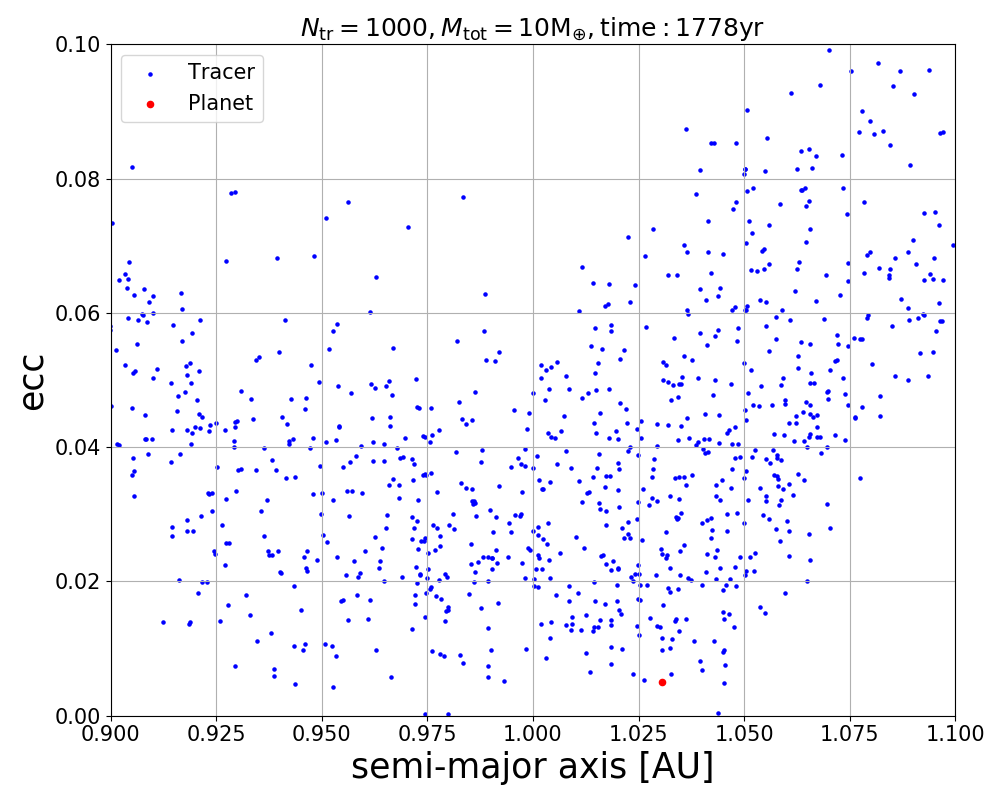 N_tr = 1000, M_tot = 10M_⊕, time : 1778yr
Tracer
Planet
ecc
0.10
0.08
0.06
0.04
0.02
0.00
0.900 0.925 0.950 0.975 1.000 1.025 1.050 1.075 1.100
semi-major axis [AU]